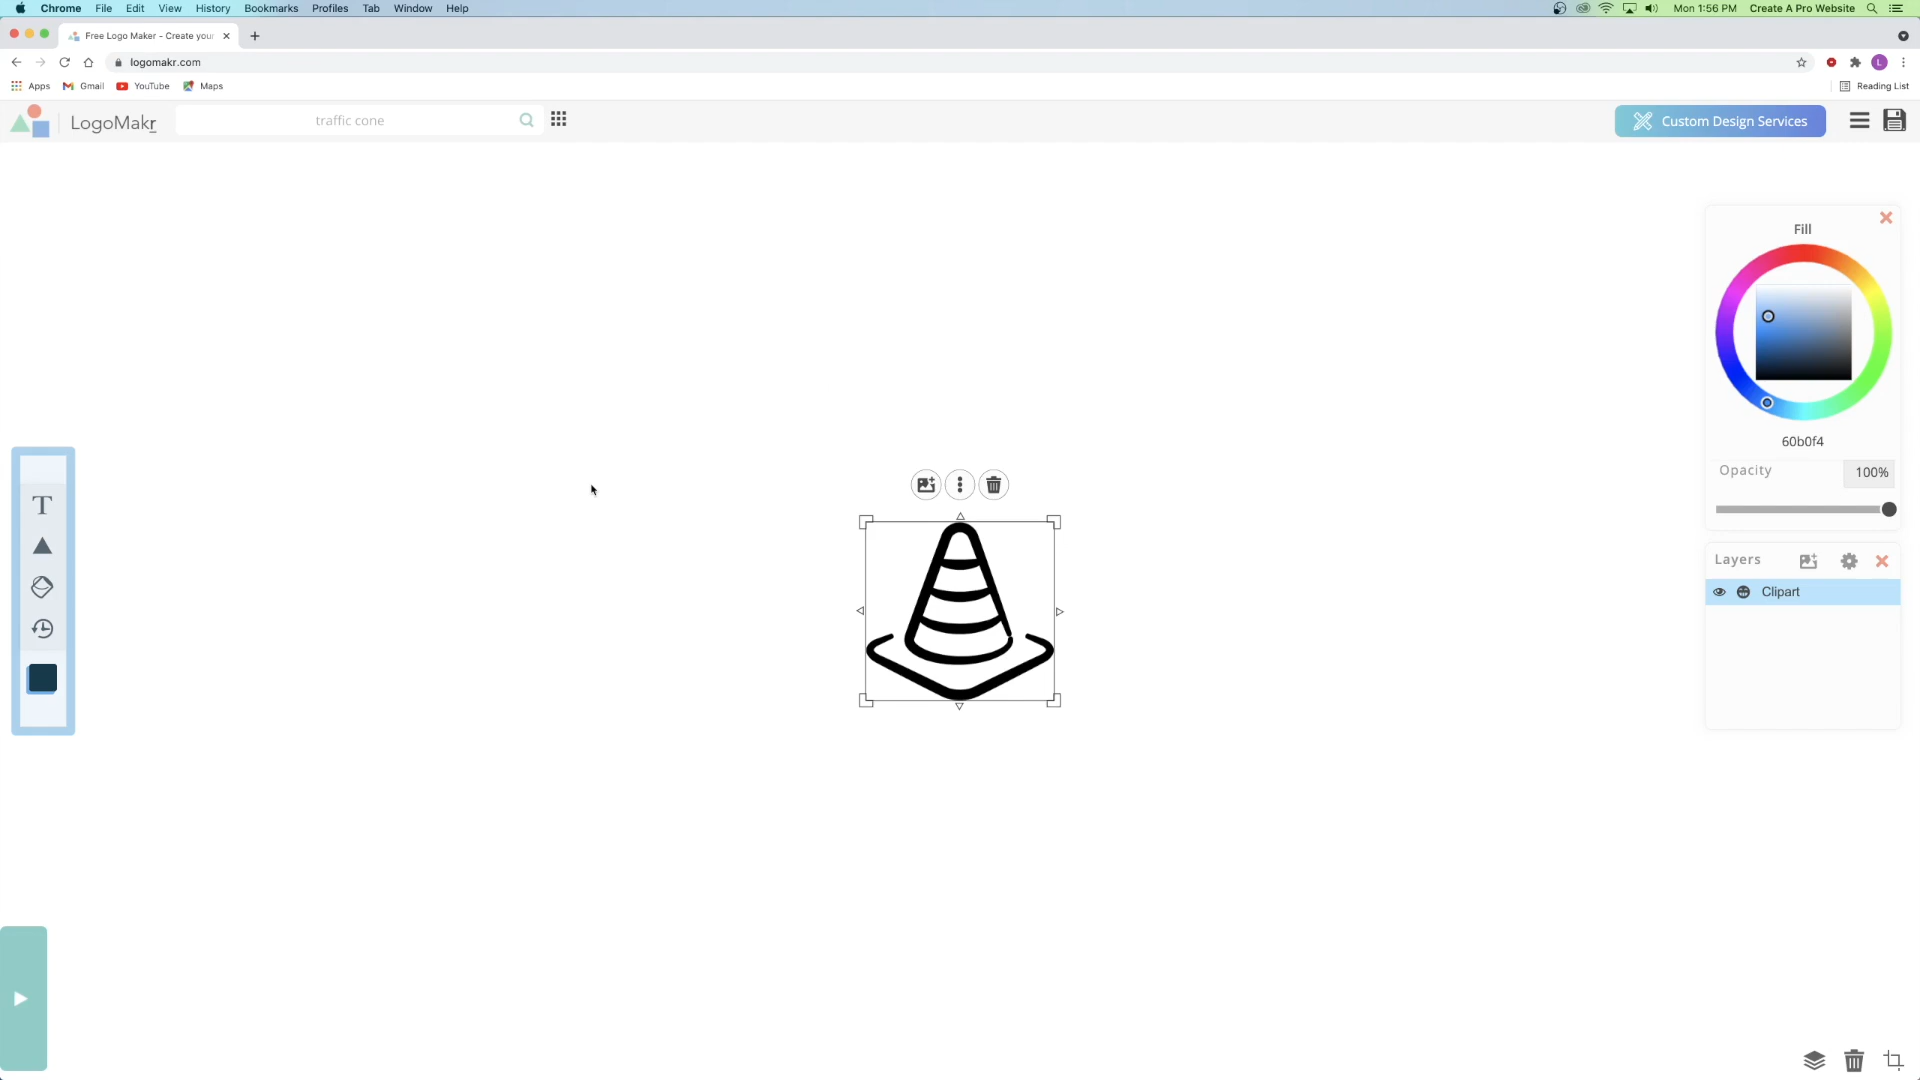 Chrome File Edit View History Bookmarks Profiles Tab Window Help
Mon 1:56 PM Create A Pro Website
Free Logo Maker - Create your
logomakr.com
L
Apps Gmail YouTube Maps
Reading List
LogoMakr
traffic cone
Custom Design Services
Fill
60b0f4
Opacity 100%
Layers
Clipart
T